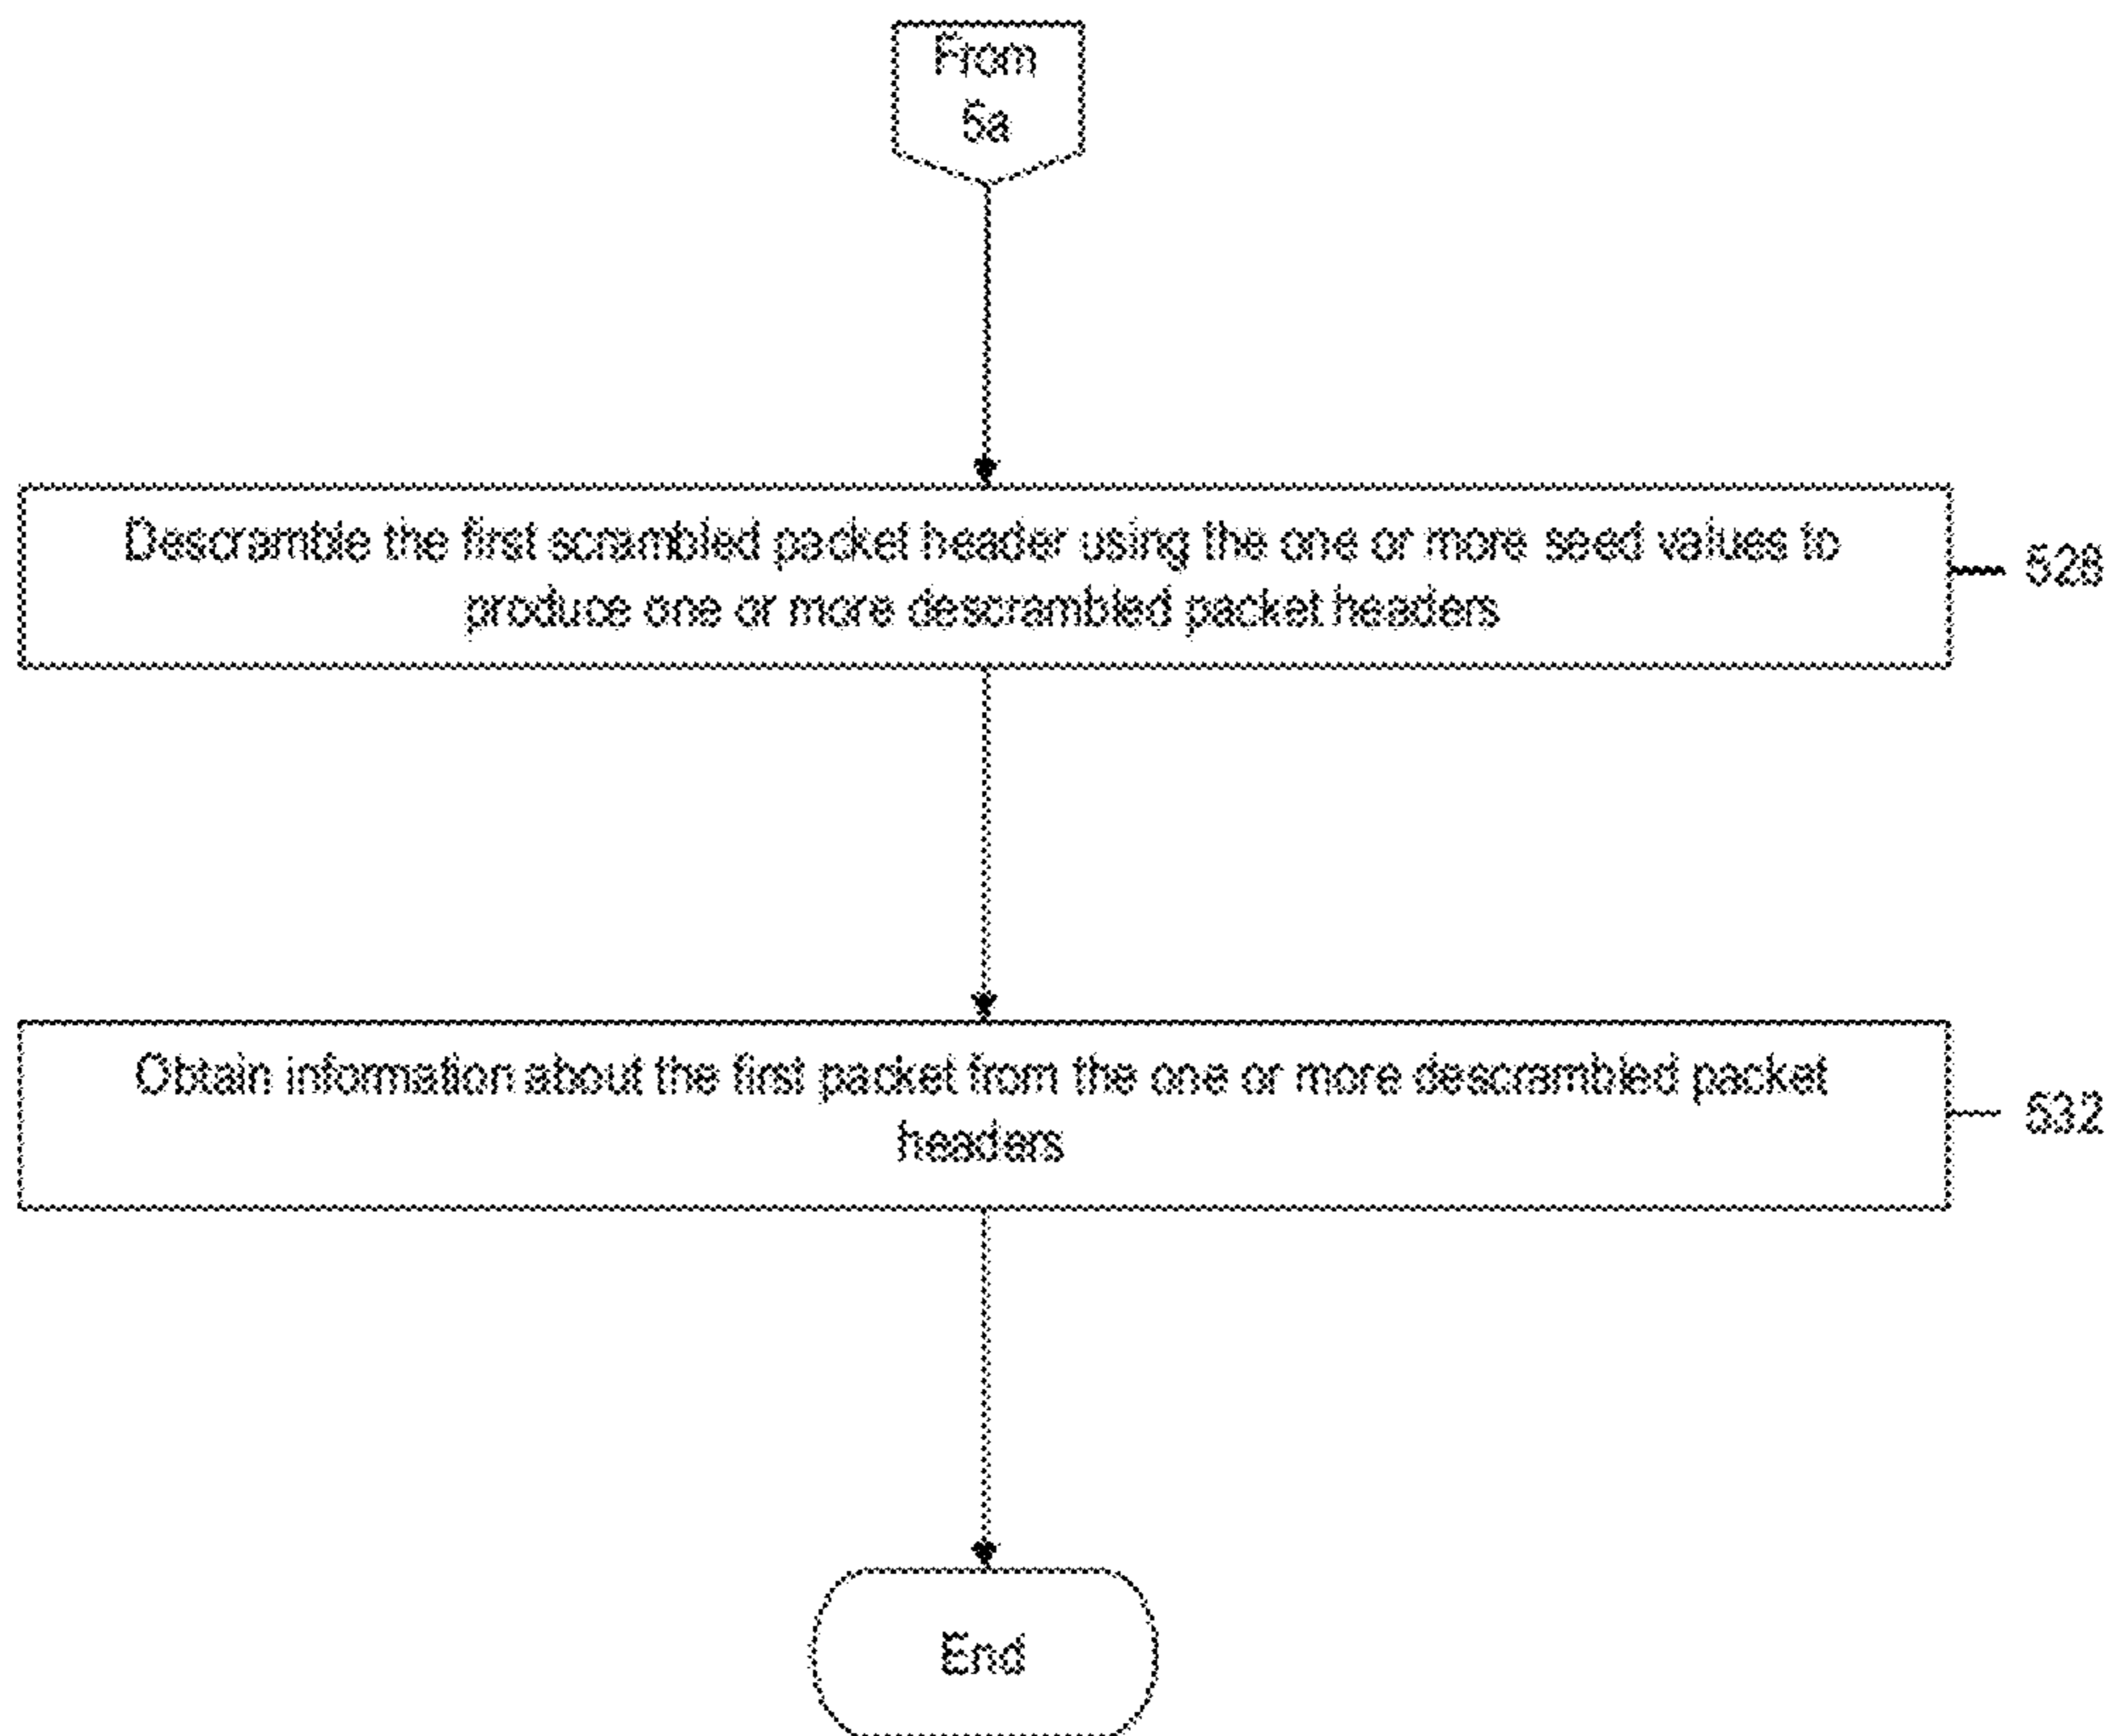 From
5a
Descramble the first scrambled packet header using the one or more seed values to
produce one or more descrambled packet headers
528
Obtain information about the first packet from the one or more descrambled packet
headers
532
End